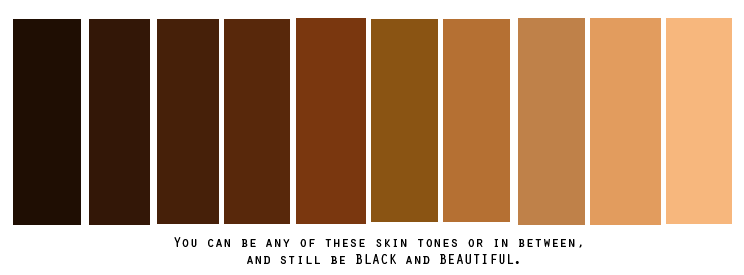 You can be any of these skin tones or in between,
and still be BLACK and BEAUTIFUL.